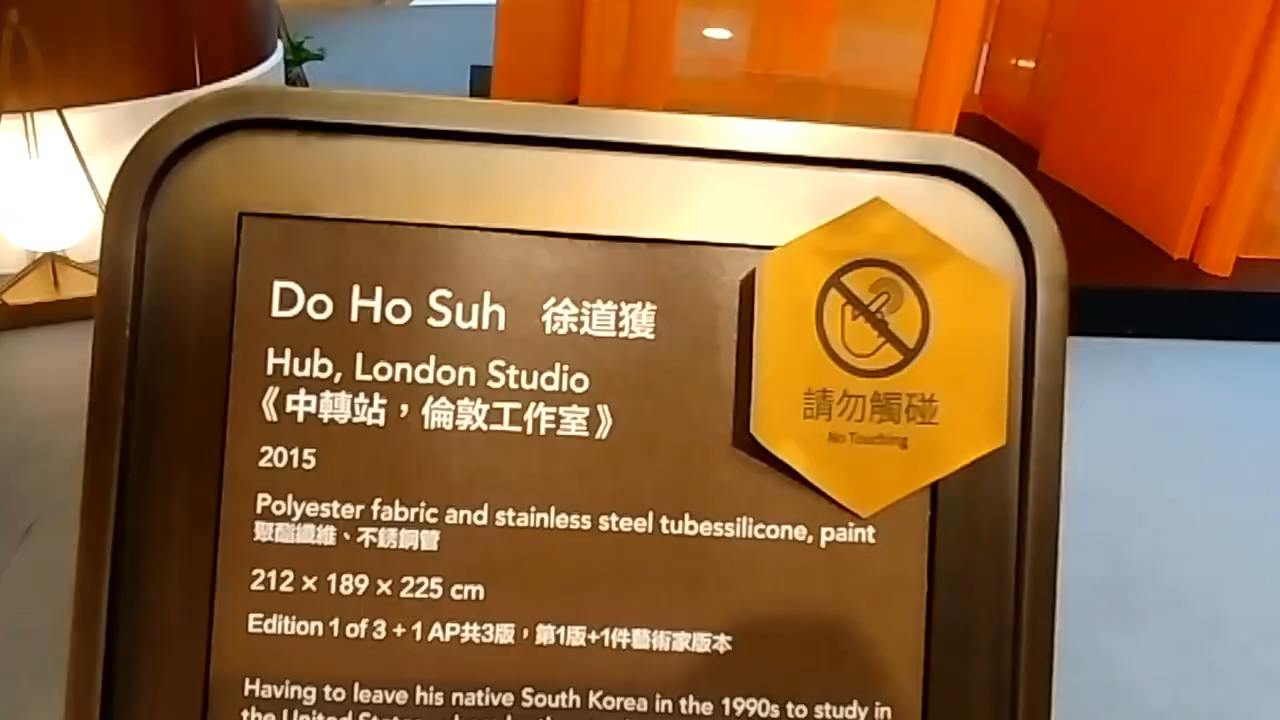 Do Ho Suh 徐道獲
Hub, London Studio
《中轉站，倫敦工作室》
2015
Polyester fabric and stainless steel tubessilicone, paint
聚酯纖維、不銹鋼管
212 × 189 × 225 cm
Edition 1 of 3 + 1 AP共3版，第1版+1件藝術家版本
Having to leave his native South Korea in the 1990s to study in
the United
請勿觸碰
No Touching